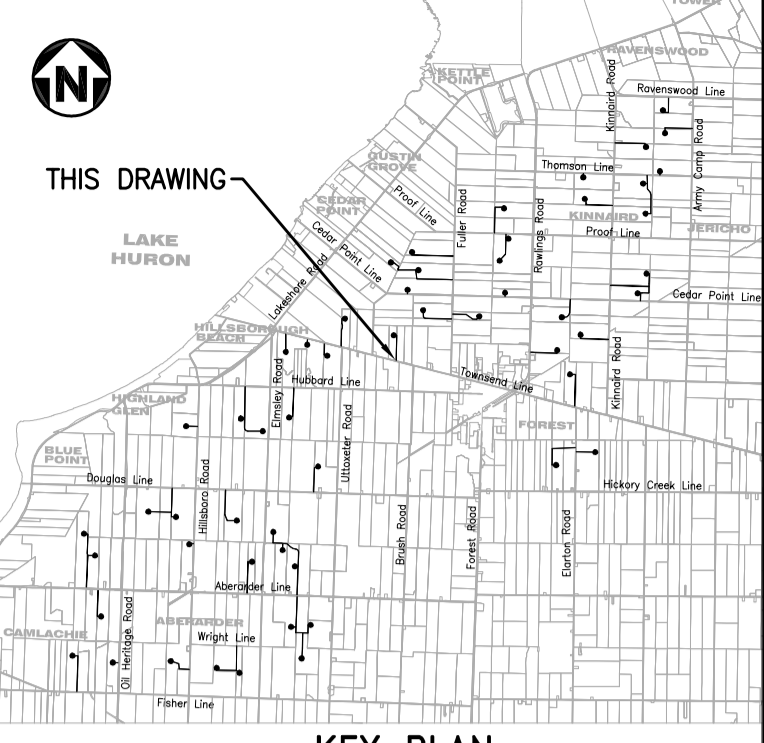 TOWER
RAVENSWOOD
KETTLE
POINT
Ravenswood Line
Kinnaird Road
Army Camp Road
N
THIS DRAWING
GUSTIN
GROVE
Thomson Line
CEDAR
POINT
Proof Line
Fuller Road
Rawlings Road
KINNAIRD
JERICHO
Proof Line
LAKE
HURON
Cedar Point Line
Lakeshore Road
Cedar Point Line
HILLSBOROUGH
BEACH
Elmsley Road
Hubbard Line
Townsend Line
Kinnaird Road
HIGHLAND
GLEN
Uttoxeter Road
FOREST
BLUE
POINT
Douglas Line
Hillsboro Road
Hickory Creek Line
Brush Road
Forest Road
Elarton Road
Aberarder Line
CAMLACHIE
Oil Heritage Road
ABERARDER
Wright Line
Fisher Line
KEY PLAN